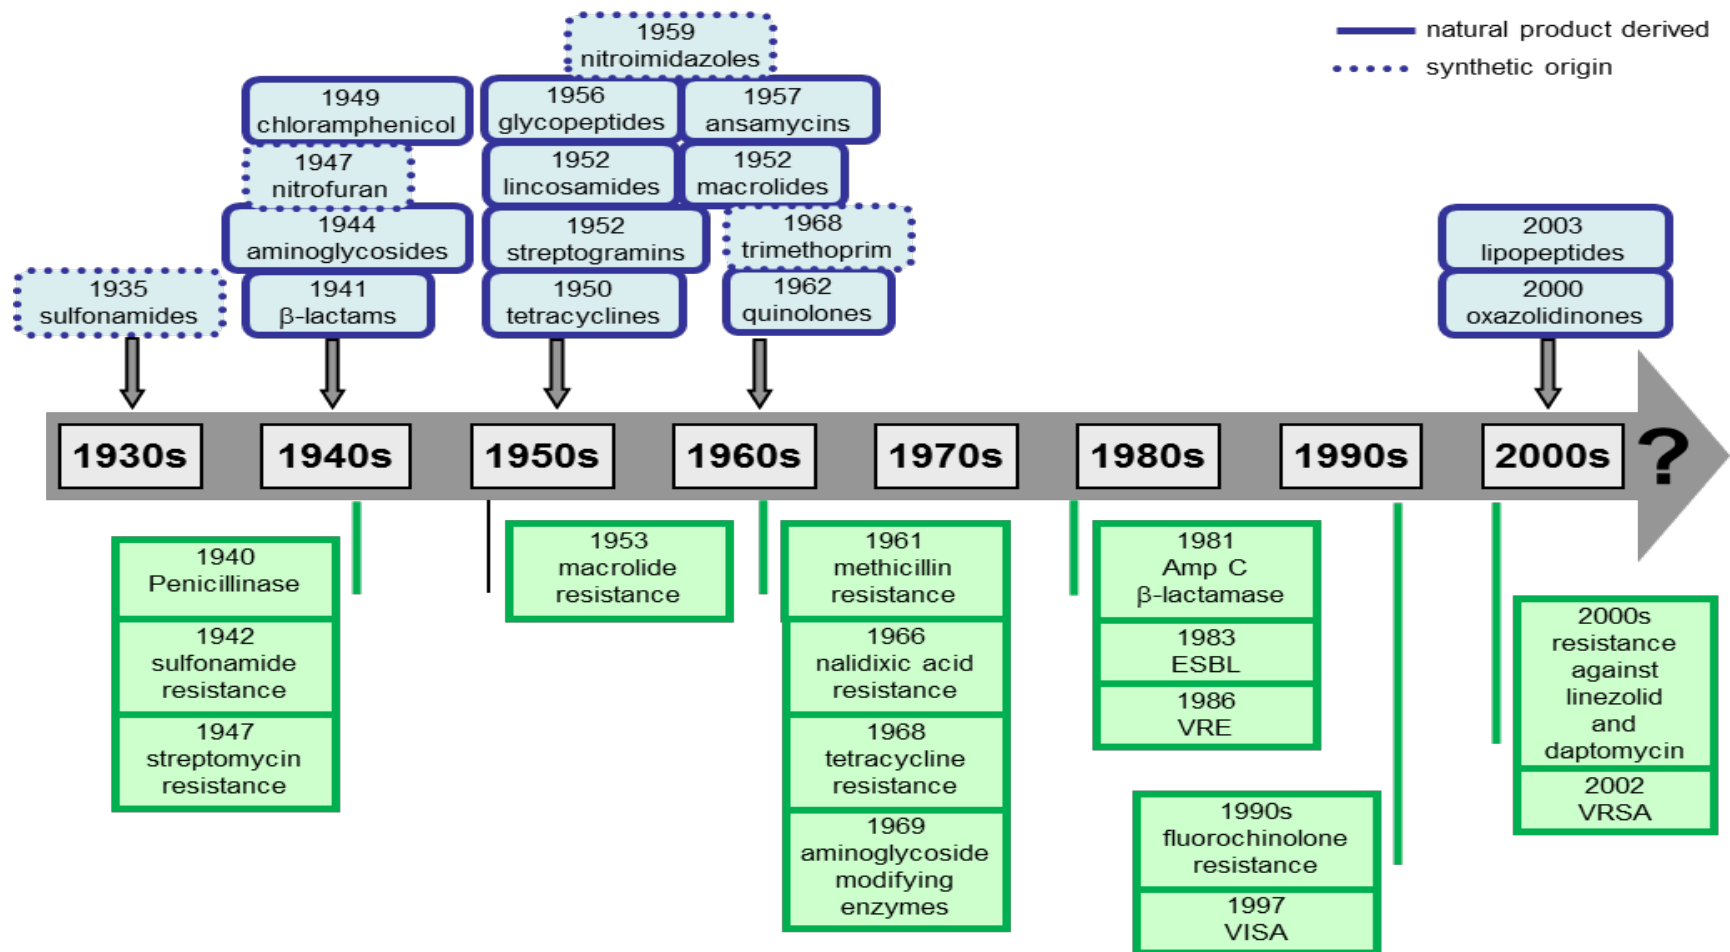 1959
nitroimidazoles
natural product derived
synthetic origin
1949
chloramphenicol
1956
glycopeptides
1957
ansamycins
1947
nitrofuran
1952
lincosamides
1952
macrolides
1944
aminoglycosides
1952
streptogramins
1968
trimethoprim
2003
lipopeptides
1935
sulfonamides
1941
β-lactams
1950
tetracyclines
1962
quinolones
2000
oxazolidinones
1930s
1940s
1950s
1960s
1970s
1980s
1990s
2000s
?
1940
Penicillinase
1942
sulfonamide
resistance
1947
streptomycin
resistance
1953
macrolide
resistance
1961
methicillin
resistance
1966
nalidixic acid
resistance
1968
tetracycline
resistance
1969
aminoglycoside
modifying
enzymes
1981
Amp C
β-lactamase
1983
ESBL
1986
VRE
1990s
fluorochinolone
resistance
1997
VISA
2000s
resistance
against
linezolid
and
daptomycin
2002
VRSA